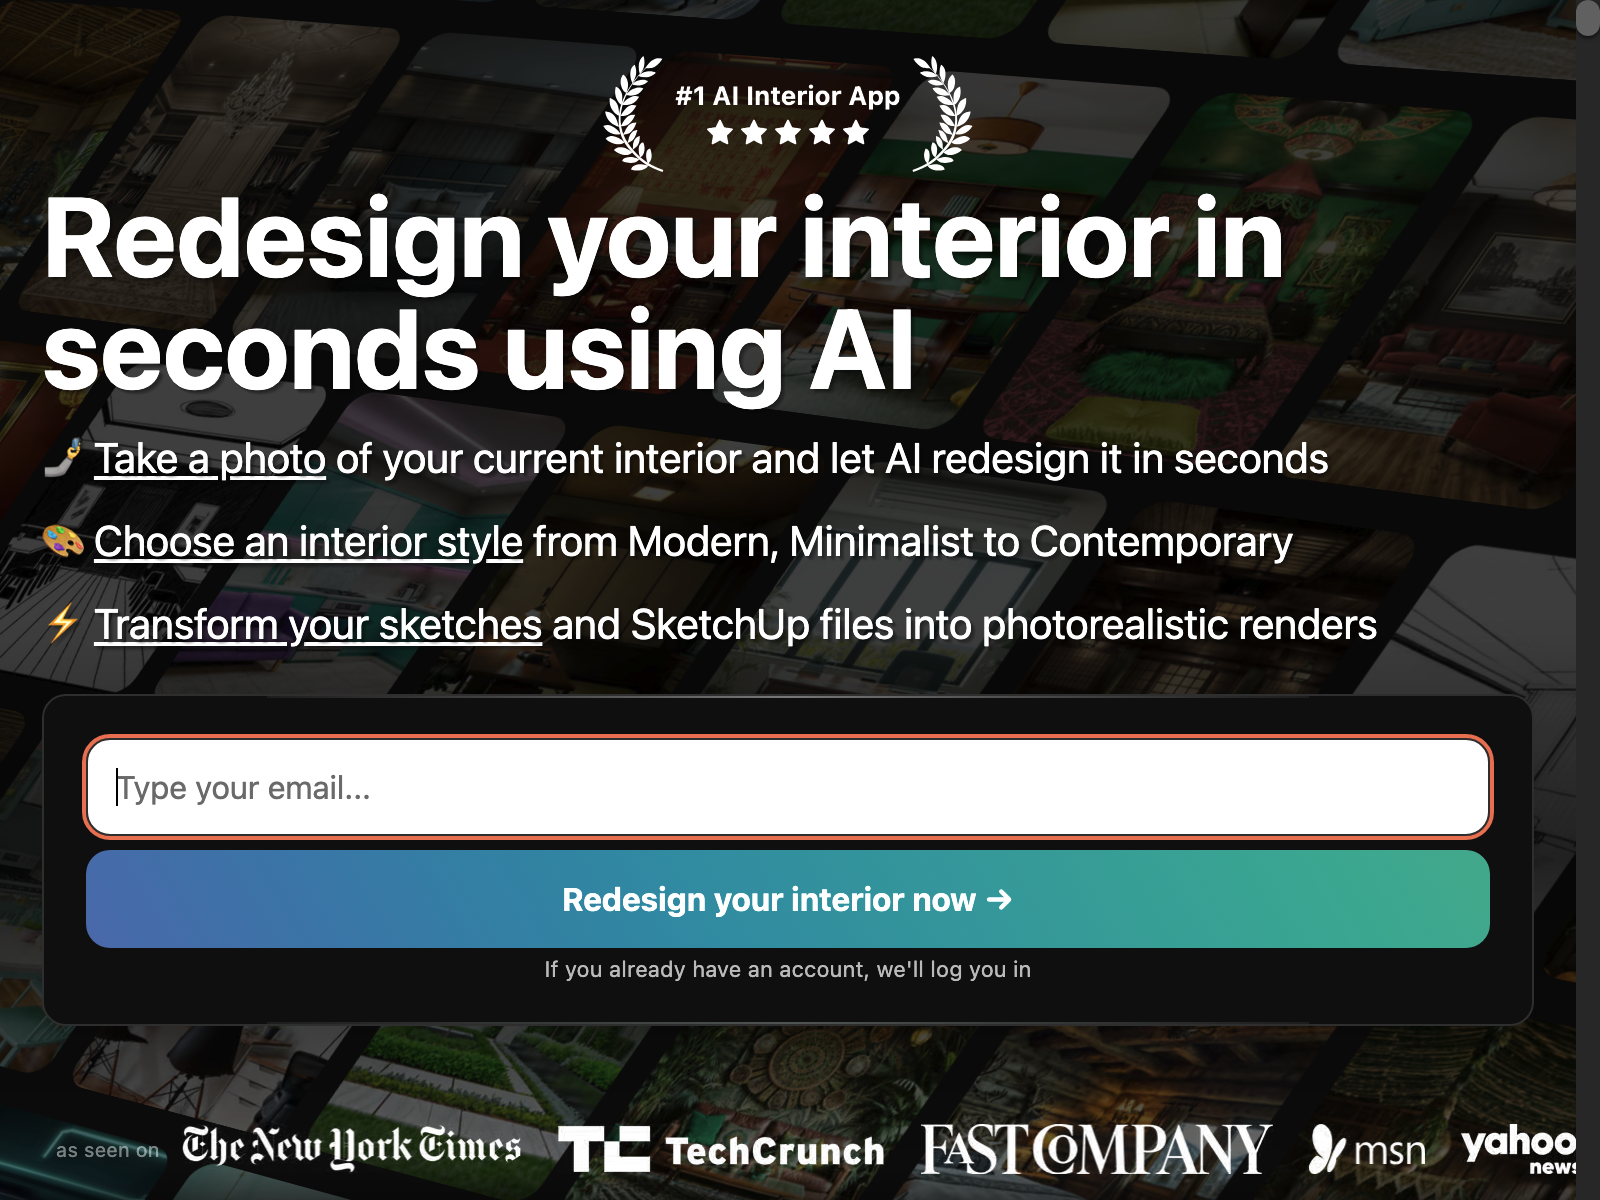 #1 AI Interior App
Redesign your interior in
seconds using AI
Take a photo of your current interior and let AI redesign it in seconds
Choose an interior style from Modern, Minimalist to Contemporary
Transform your sketches and SketchUp files into photorealistic renders
Type your email...
Redesign your interior now →
If you already have an account, we'll log you in
as seen on The New York Times TC TechCrunch FAST COMPANY msn yahoo
news